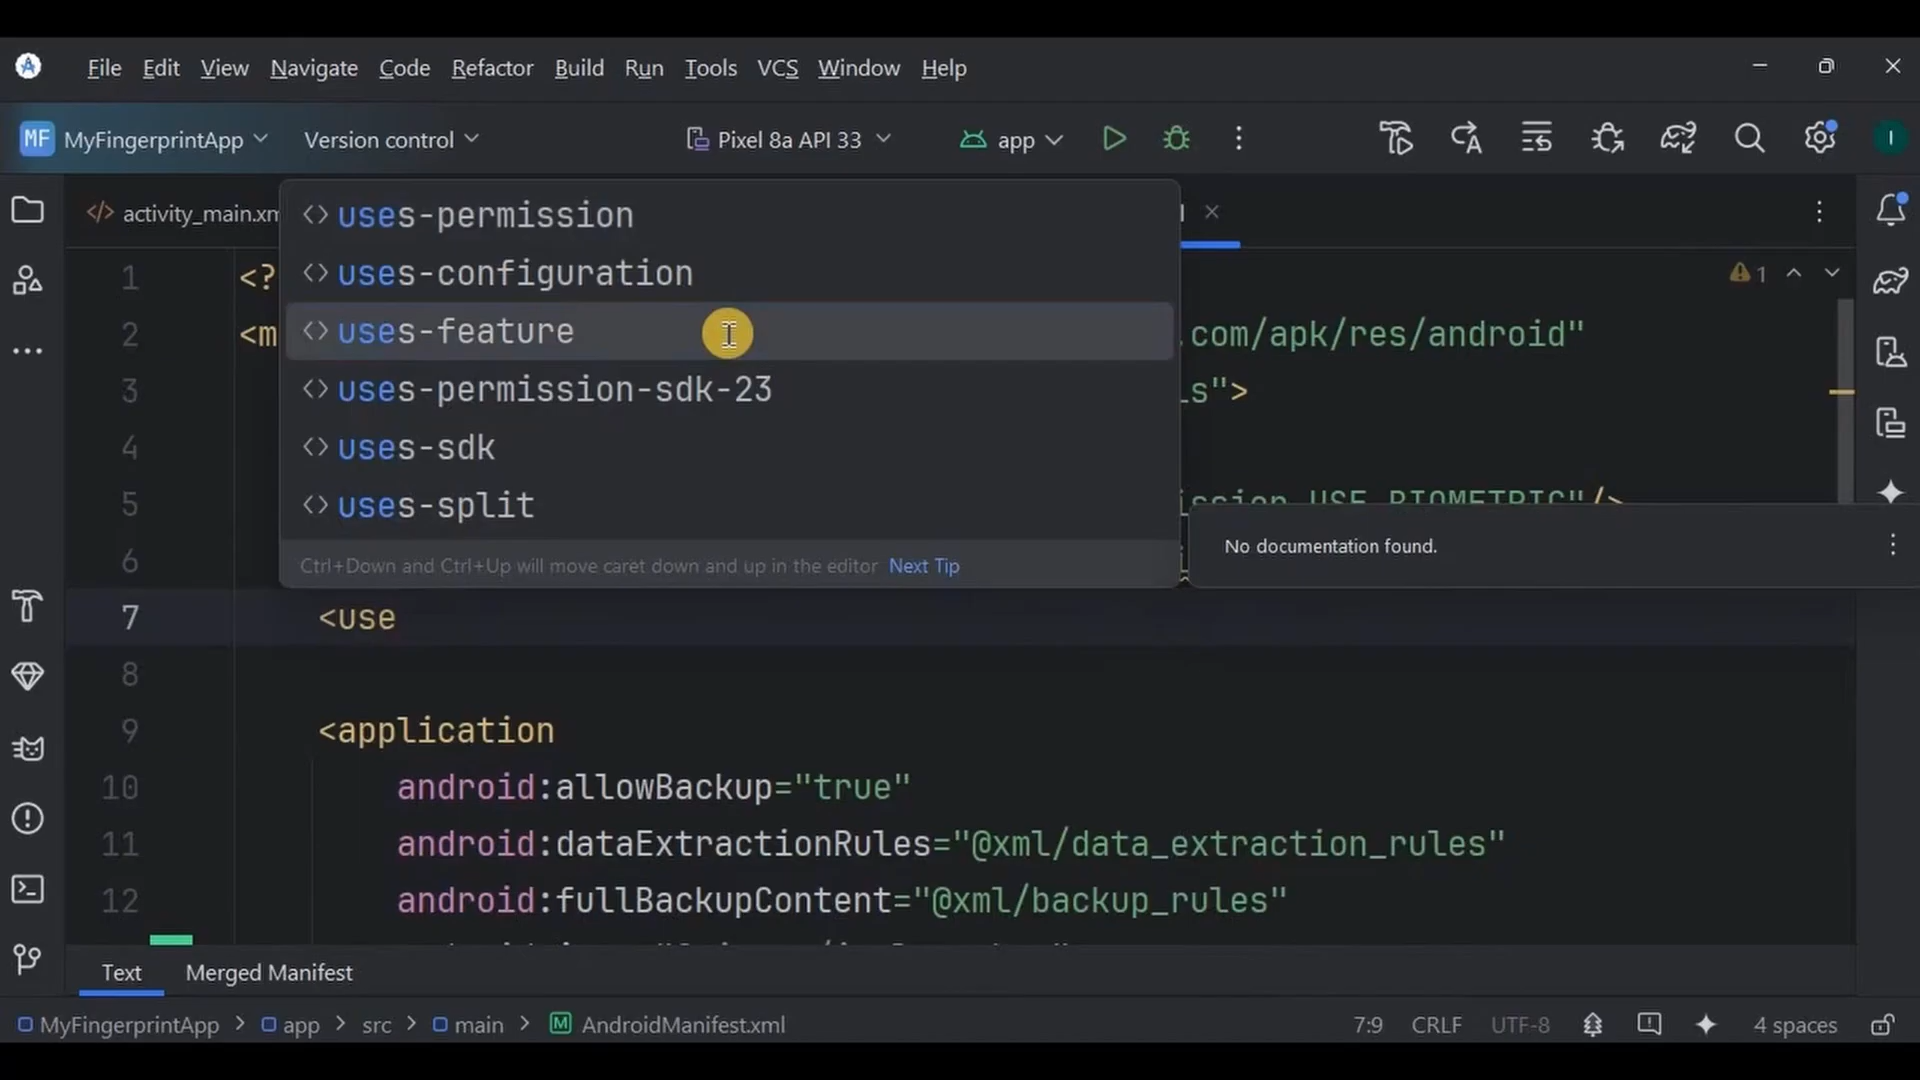 File Edit View Navigate Code Refactor Build Run Tools VCS Window Help
MF MyFingerprintApp Version control Pixel 8a API 33 app I
activity_main.xm
uses-permission
uses-configuration
uses-feature
uses-permission-sdk-23
uses-sdk
uses-split
Ctrl+Down and Ctrl+Up will move caret down and up in the editor Next Tip
No documentation found.
1 <? 1
2 <m .com/apk/res/android"
3 ls">
4
5 ission.USE_BIOMETRIC"/>
6
7 <use
8
9 <application
10 android:allowBackup="true"
11 android:dataExtractionRules="@xml/data_extraction_rules"
12 android:fullBackupContent="@xml/backup_rules"
Text Merged Manifest
MyFingerprintApp > app > src > main > M AndroidManifest.xml 7:9 CRLF UTF-8 4 spaces